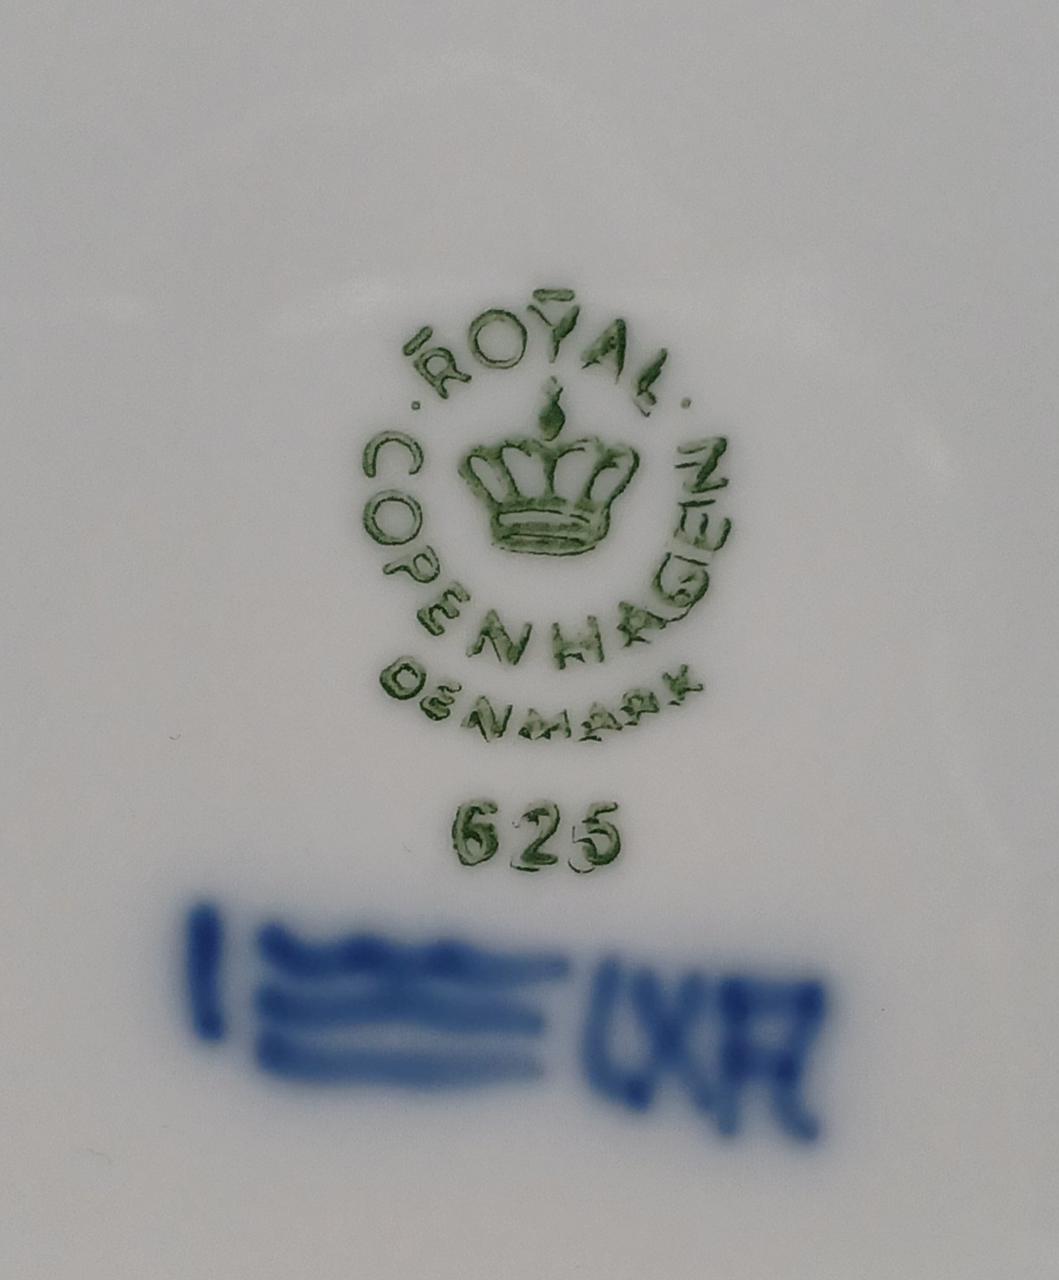 ROYAL
COPENHAGEN
DENMARK
625